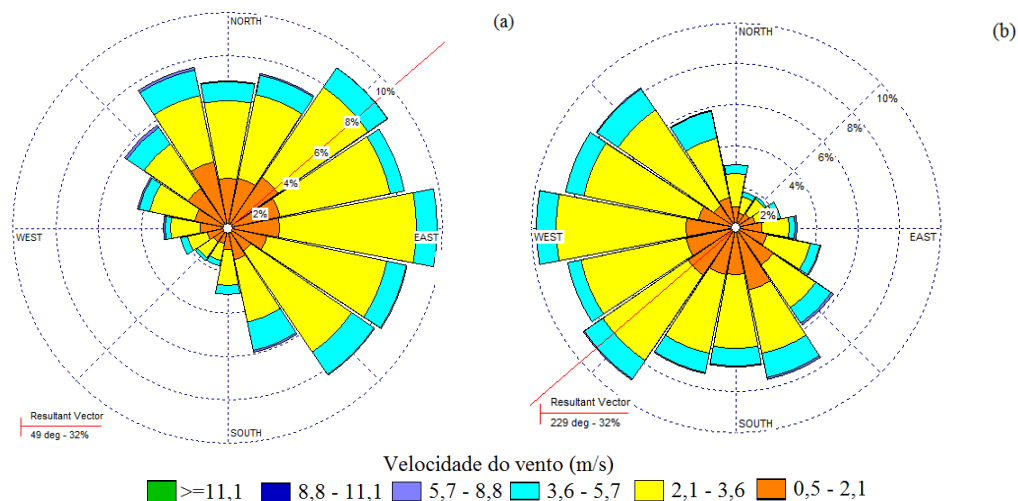 (a)
NORTH
10%
8%
6%
4%
2%
WEST
EAST
SOUTH
Resultant Vector
49 deg - 32%
(b)
NORTH
10%
8%
6%
4%
2%
WEST
EAST
SOUTH
Resultant Vector
229 deg - 32%
Velocidade do vento (m/s)
>=11,1 8,8 - 11,1 5,7 - 8,8 3,6 - 5,7 2,1 - 3,6 0,5 - 2,1